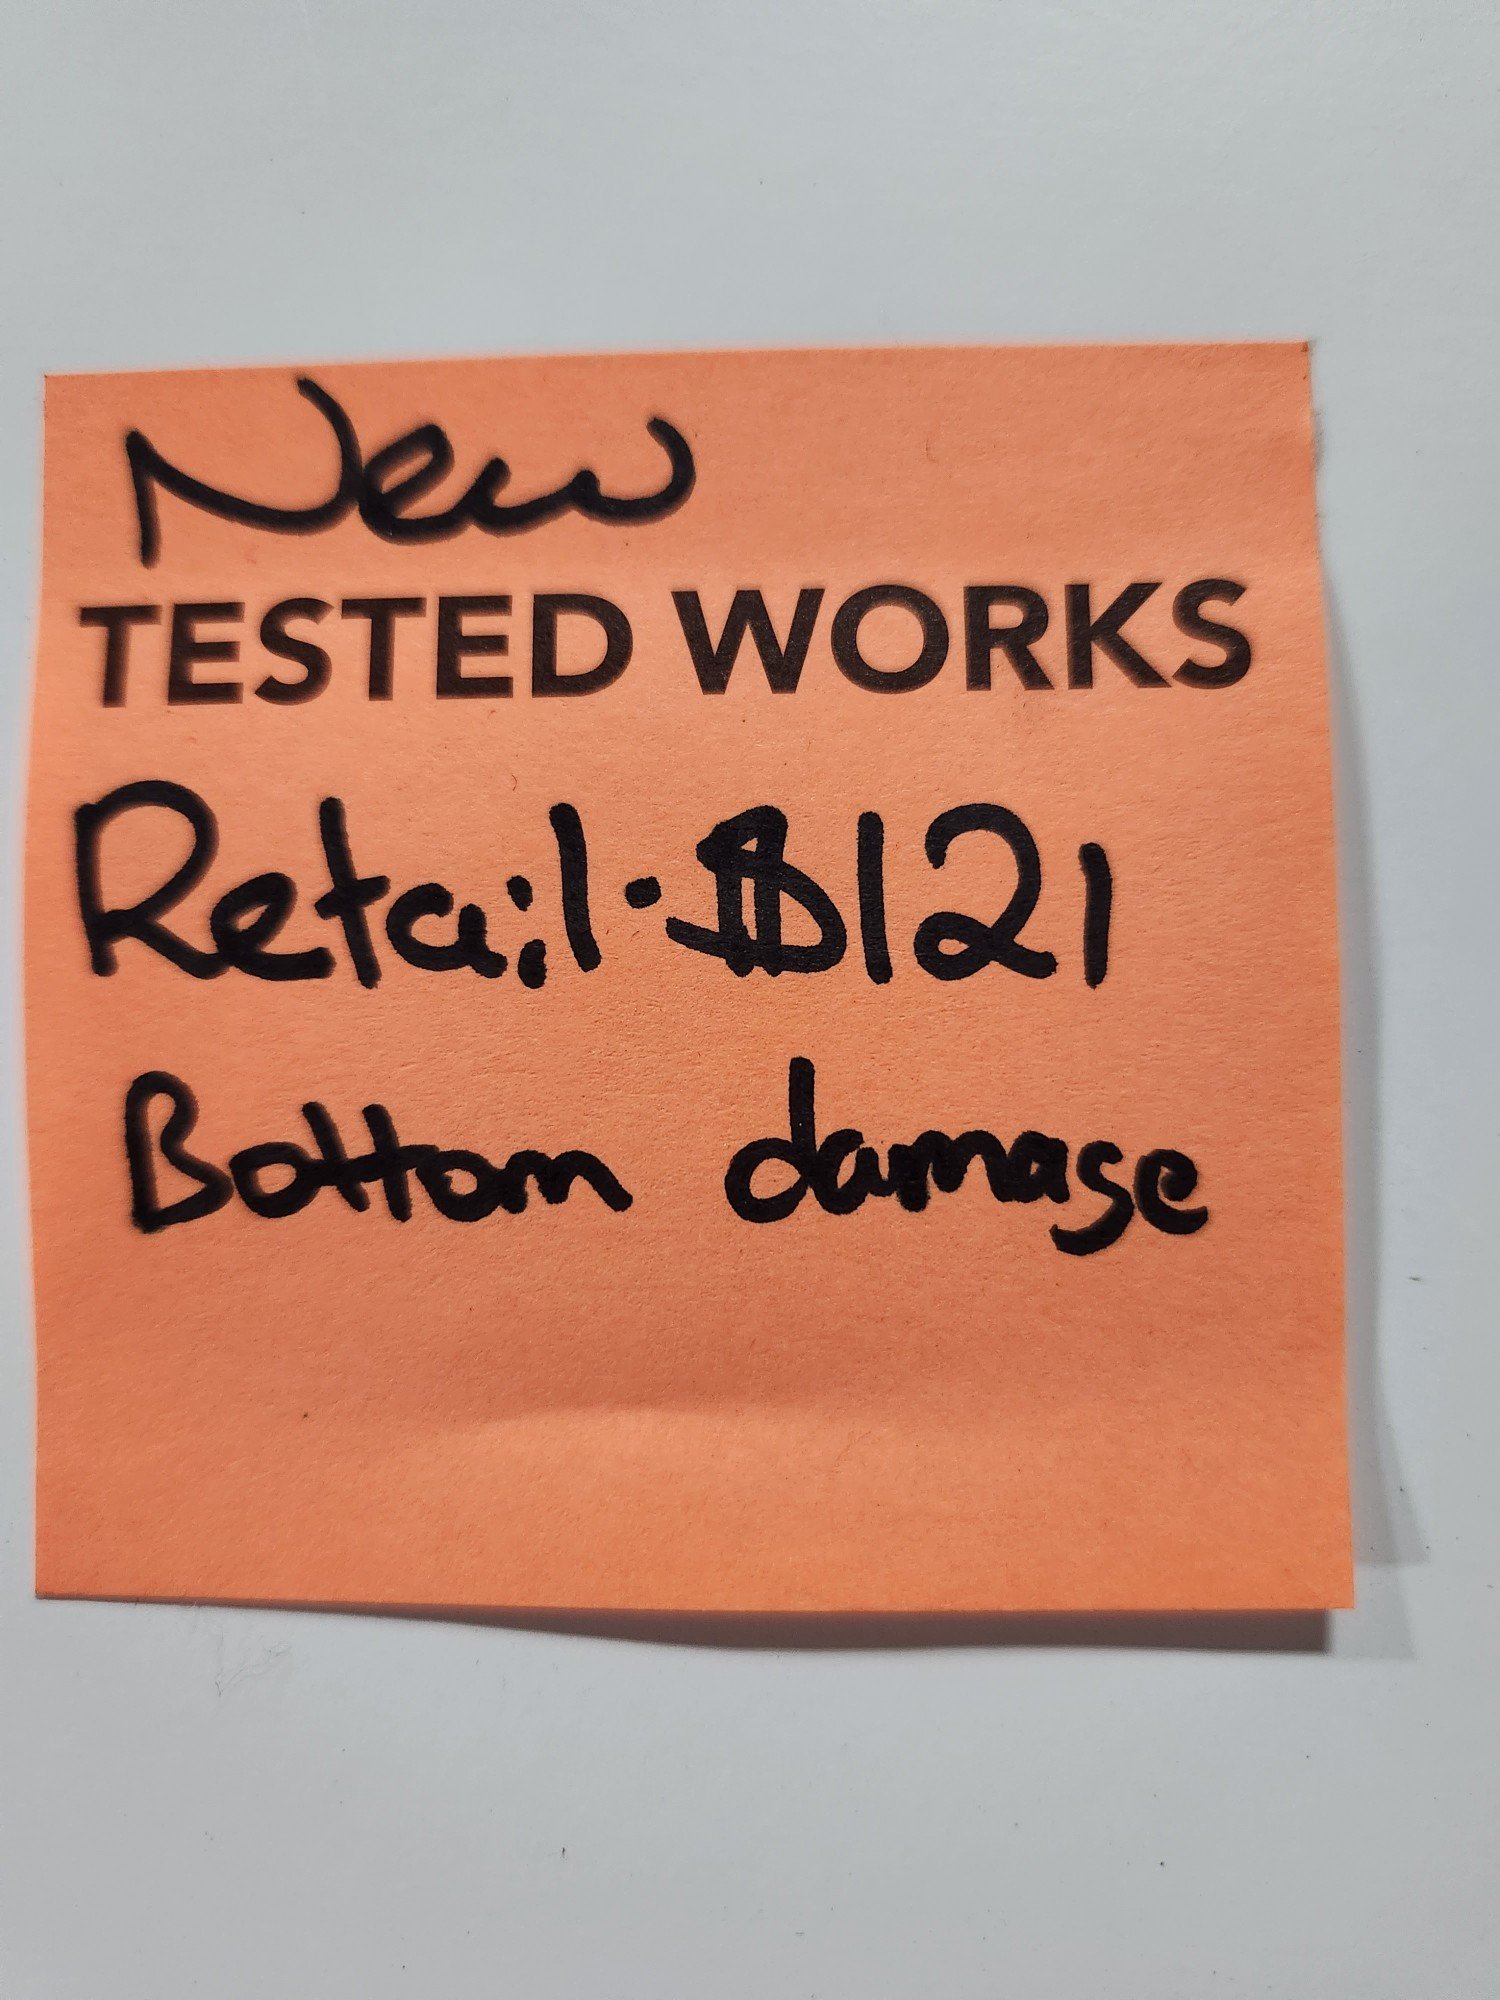 New
TESTED WORKS
Retail. $121
Bottom damage